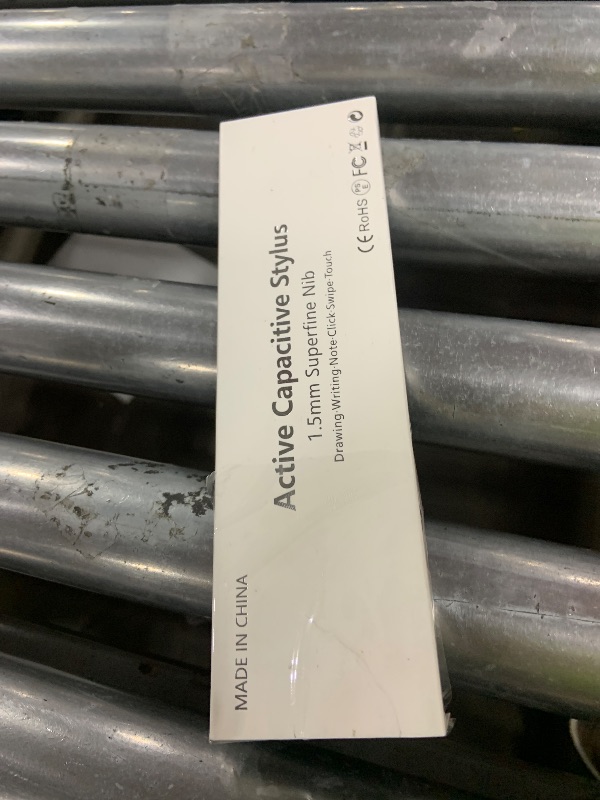 Active Capacitive Stylus
1.5mm Superfine Nib
Drawing·Writing·Note·Click·Swipe·Touch
MADE IN CHINA
CE RoHS PSE FC